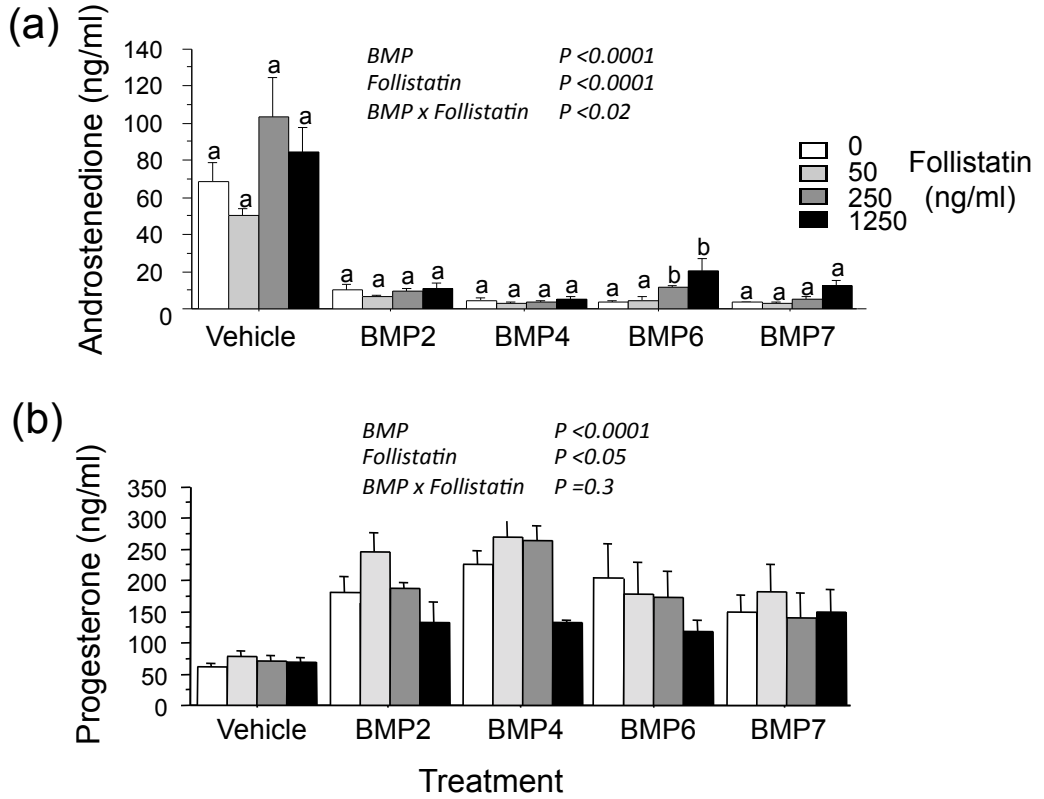 (a)
Androstenedione (ng/ml)
140
120
100
80
60
40
20
0
BMP P <0.0001
Follistatin P <0.0001
BMP x Follistatin P <0.02
a a a a
a a a a
a a a a
a a b b
a a a a
0
50
250
1250
Follistatin
(ng/ml)
Vehicle BMP2 BMP4 BMP6 BMP7
(b)
Progesterone (ng/ml)
350
300
250
200
150
100
50
0
BMP P <0.0001
Follistatin P <0.05
BMP x Follistatin P =0.3
Vehicle BMP2 BMP4 BMP6 BMP7
Treatment